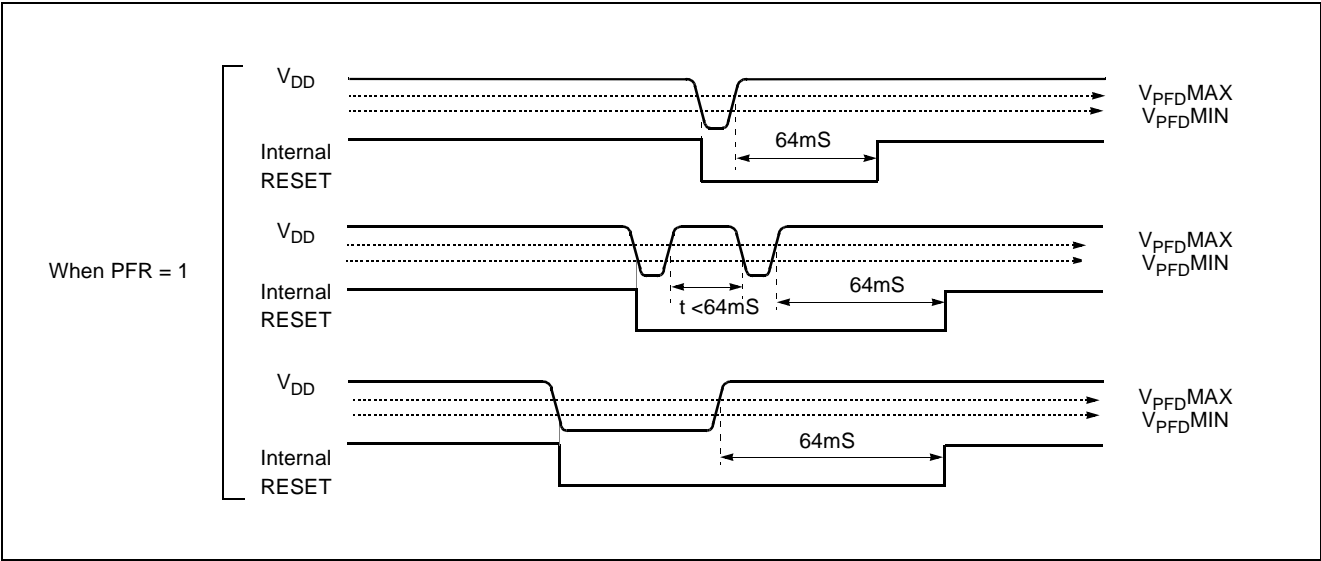 When PFR = 1
VDD
VPFDMAX
VPFDMIN
Internal
RESET
64mS
VDD
VPFDMAX
VPFDMIN
Internal
RESET
t <64mS
64mS
VDD
VPFDMAX
VPFDMIN
Internal
RESET
64mS